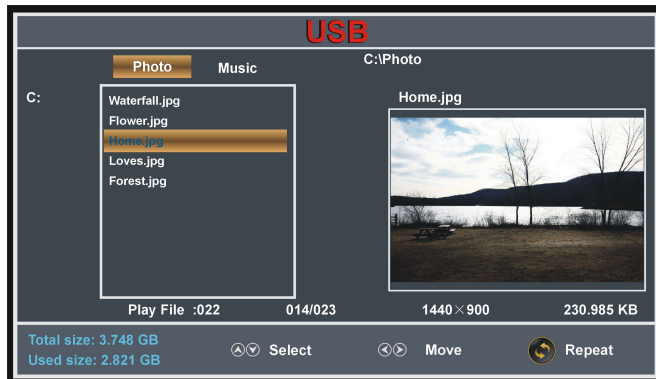 USB
Photo Music C:\Photo
C: Home.jpg
Waterfall.jpg
Flower.jpg
Home.jpg
Loves.jpg
Forest.jpg
Play File :022 014/023 1440×900 230.985 KB
Total size: 3.748 GB
Used size: 2.821 GB
Select Move Repeat